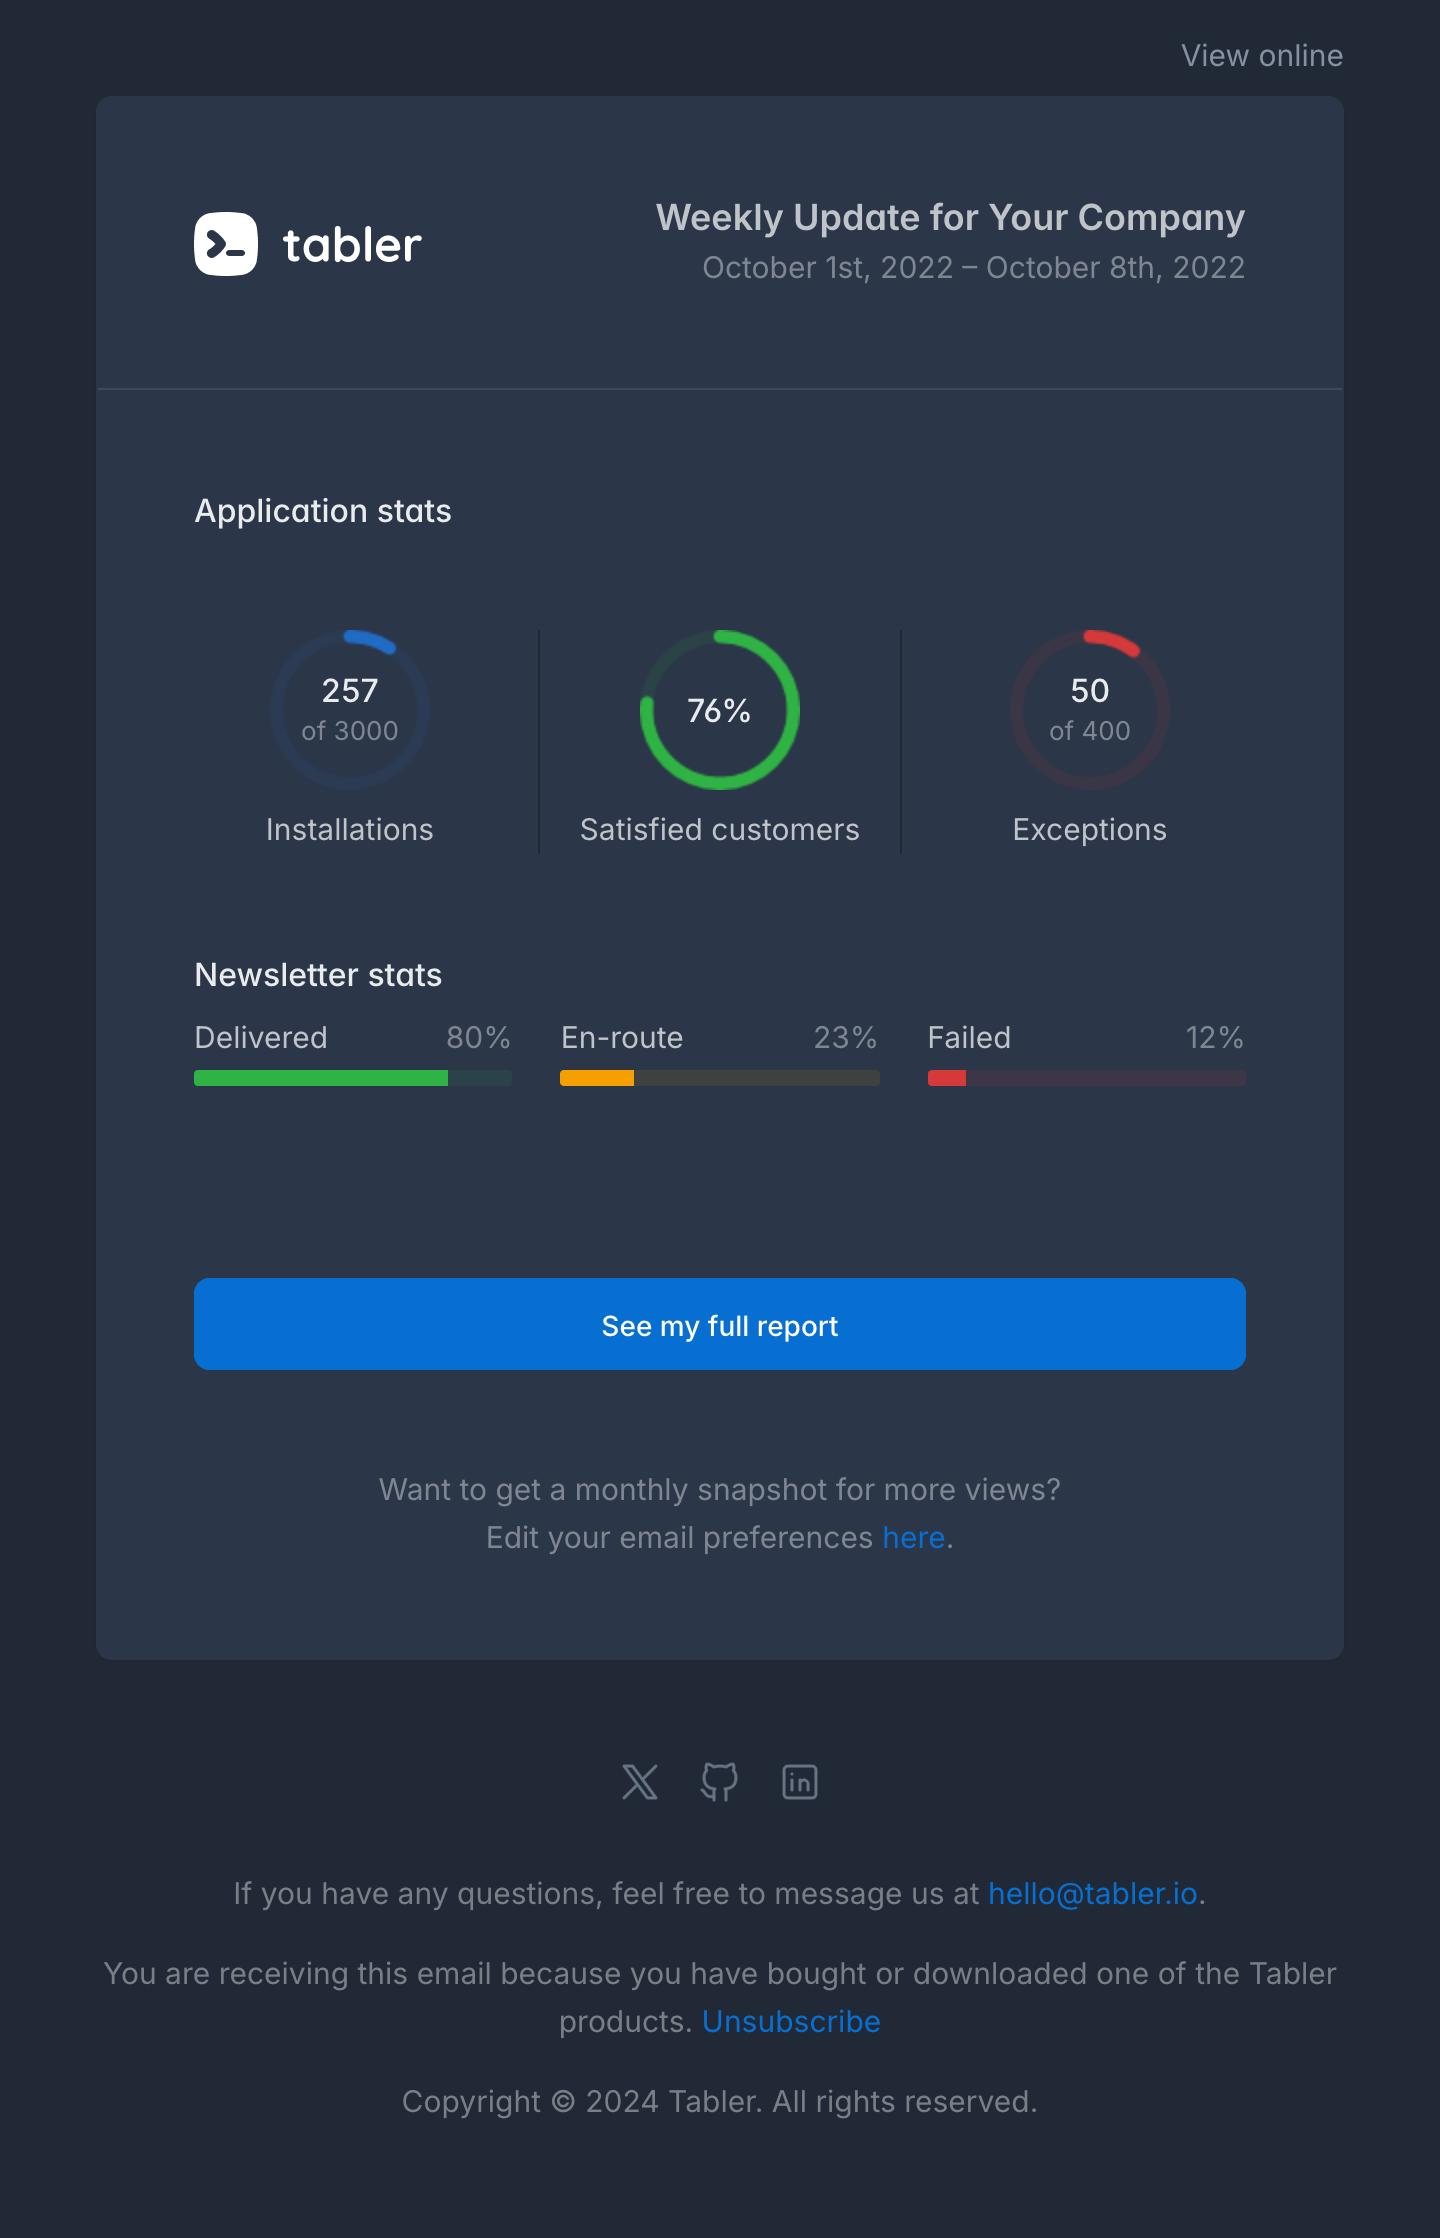 View online
tabler
Weekly Update for Your Company
October 1st, 2022 – October 8th, 2022
Application stats
257
of 3000
Installations
76%
Satisfied customers
50
of 400
Exceptions
Newsletter stats
Delivered 80%
En-route 23%
Failed 12%
See my full report
Want to get a monthly snapshot for more views?
Edit your email preferences here.
If you have any questions, feel free to message us at hello@tabler.io.
You are receiving this email because you have bought or downloaded one of the Tabler
products. Unsubscribe
Copyright © 2024 Tabler. All rights reserved.